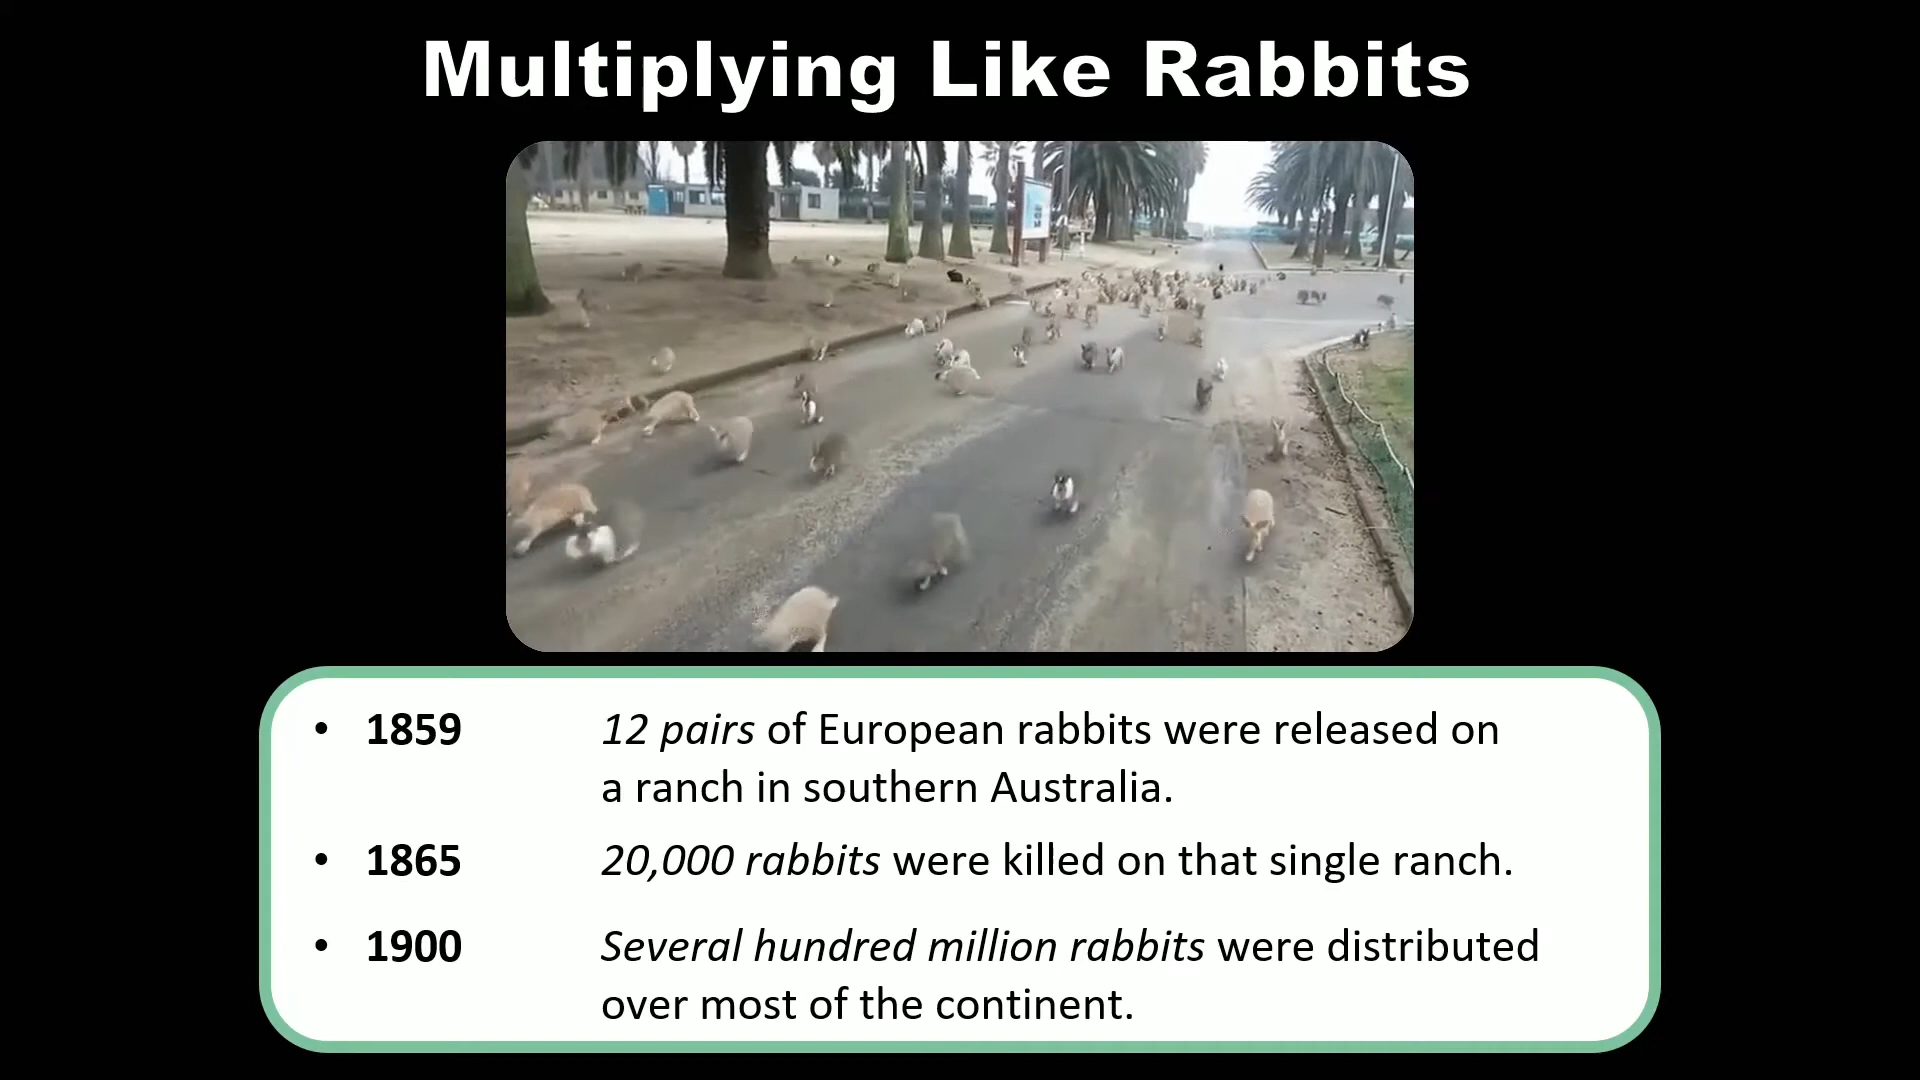 Multiplying Like Rabbits
• 1859 12 pairs of European rabbits were released on
a ranch in southern Australia.
• 1865 20,000 rabbits were killed on that single ranch.
• 1900 Several hundred million rabbits were distributed
over most of the continent.